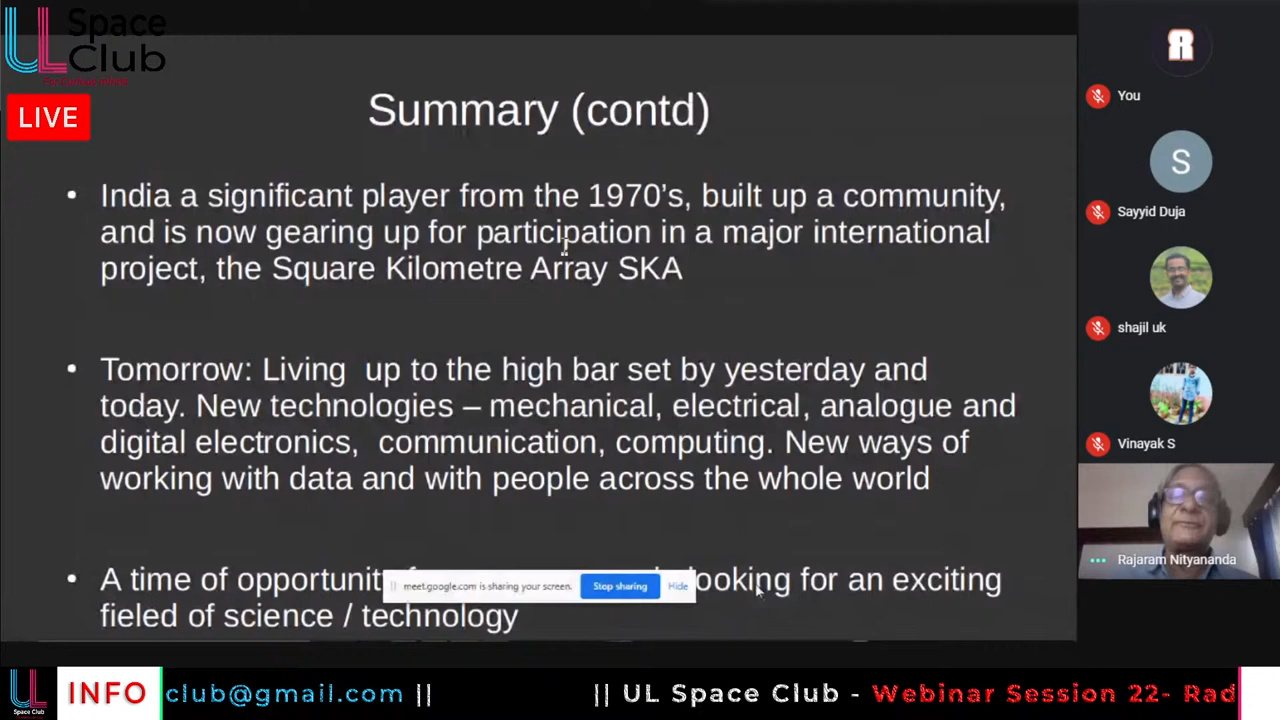 UL Space Club
LIVE
Summary (contd)
• India a significant player from the 1970's, built up a community,
and is now gearing up for participation in a major international
project, the Square Kilometre Array SKA
• Tomorrow: Living up to the high bar set by yesterday and
today. New technologies – mechanical, electrical, analogue and
digital electronics, communication, computing. New ways of
working with data and with people across the whole world
• A time of opportunit
looking for an exciting
fieled of science / technology
meet.google.com is sharing your screen. Stop sharing Hide
R
You
S
Sayyid Duja
shajil uk
Vinayak S
Rajaram Nityananda
UL Space Club
INFO club@gmail.com || || UL Space Club - Webinar Session 22- Rad